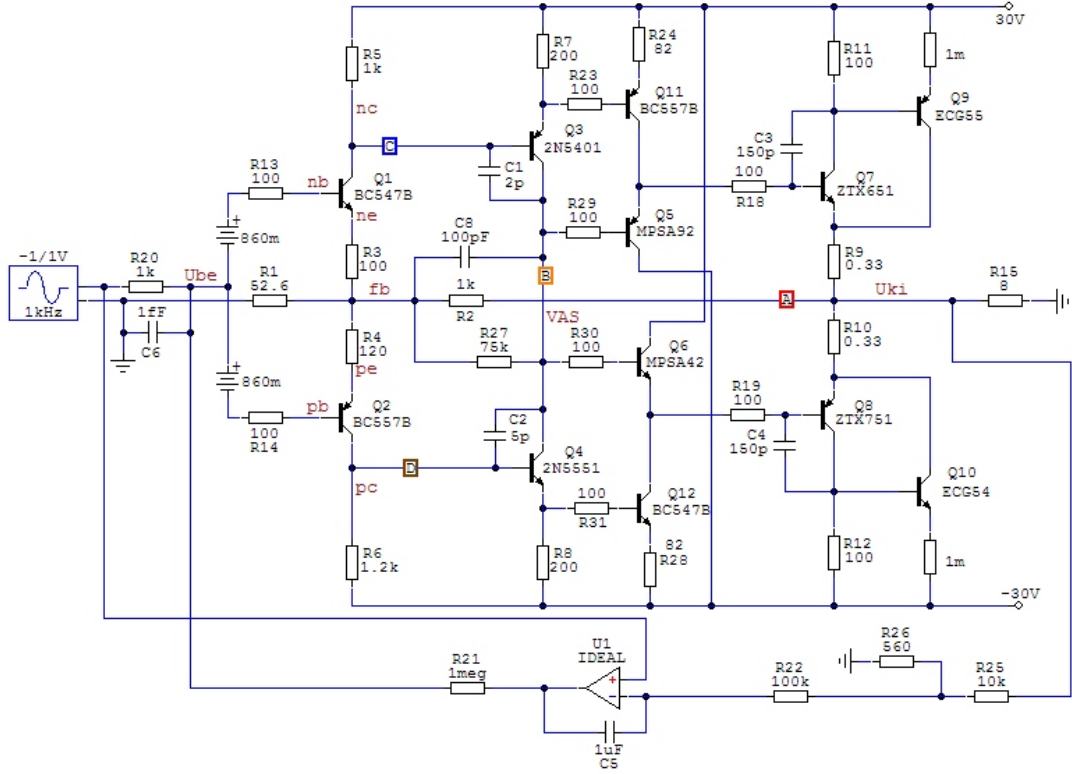 30V
R5
1k
R7
200
R24
82
R11
100
1m
R23
100
Q11
BC557B
Q9
ECG55
nc
C
Q3
2N5401
C1
2p
C3
150p
R13
100
nb
Q1
BC547B
ne
Q7
ZTX651
100
R18
R29
100
Q5
MPSA92
+
860m
C8
100pF
R3
100
R9
0.33
-1/1V
1kHz
R20
1k
Ube
R1
52.6
fb
1k
R2
B
A
Uki
R15
8
1fF
C6
VAS
R4
120
pe
R27
75k
R30
100
Q6
MPSA42
R10
0.33
+
860m
pb
Q2
BC557B
100
R14
R19
100
Q8
ZTX751
C4
150p
C2
5p
D
pc
Q4
2N5551
100
R31
Q12
BC547B
Q10
ECG54
R6
1.2k
R8
200
82
R28
R12
100
1m
-30V
U1
IDEAL
+
-
R21
1meg
R26
560
R22
100k
R25
10k
1uF
C5